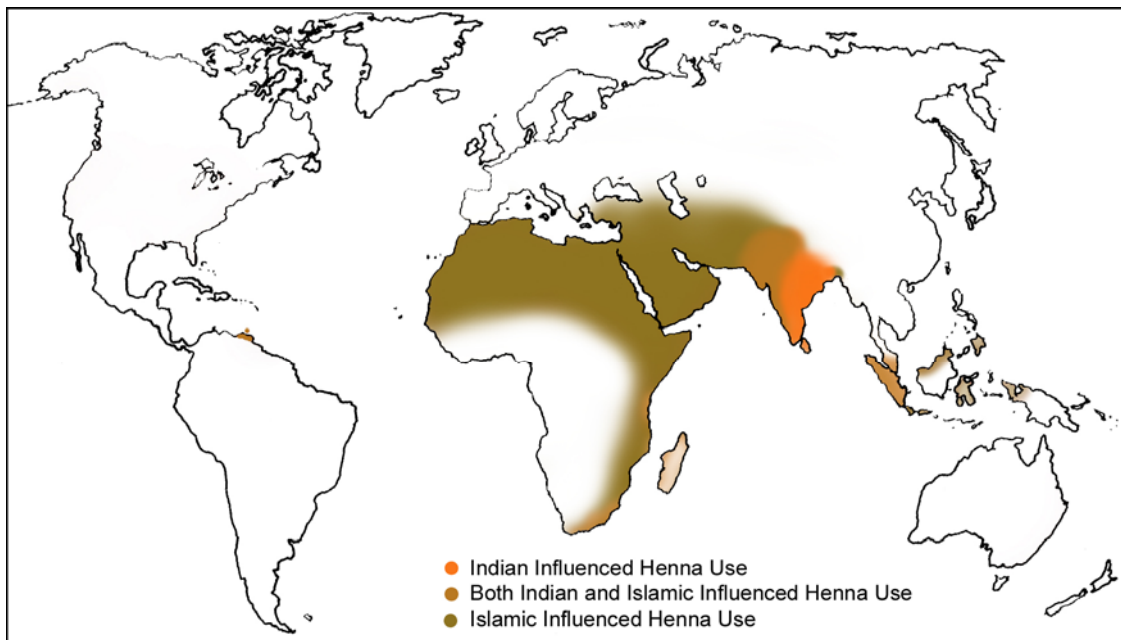 Indian Influenced Henna Use
Both Indian and Islamic Influenced Henna Use
Islamic Influenced Henna Use